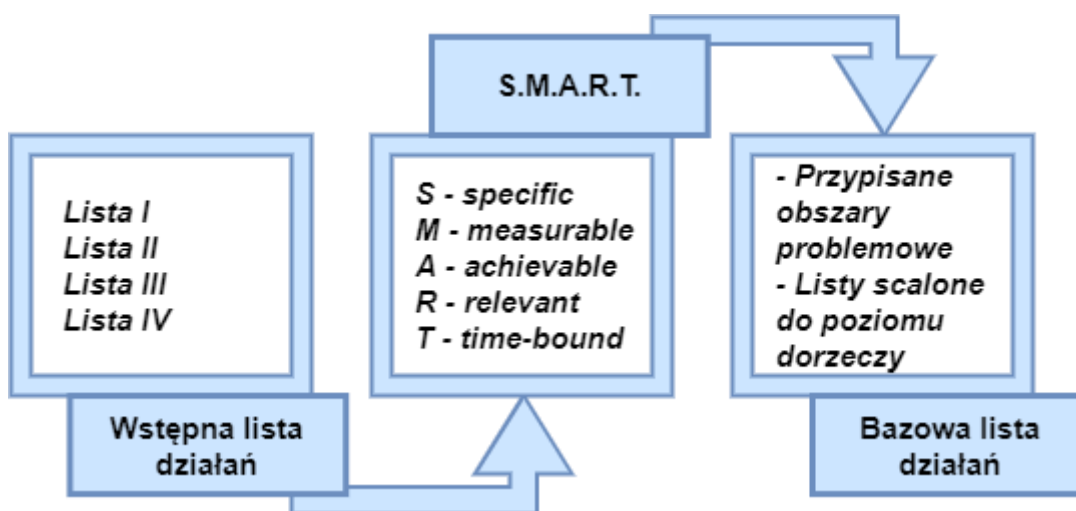 Lista I
Lista II
Lista III
Lista IV
Wstępna lista
działań
S.M.A.R.T.
S - specific
M - measurable
A - achievable
R - relevant
T - time-bound
- Przypisane
obszary
problemowe
- Listy scalone
do poziomu
dorzeczy
Bazowa lista
działań